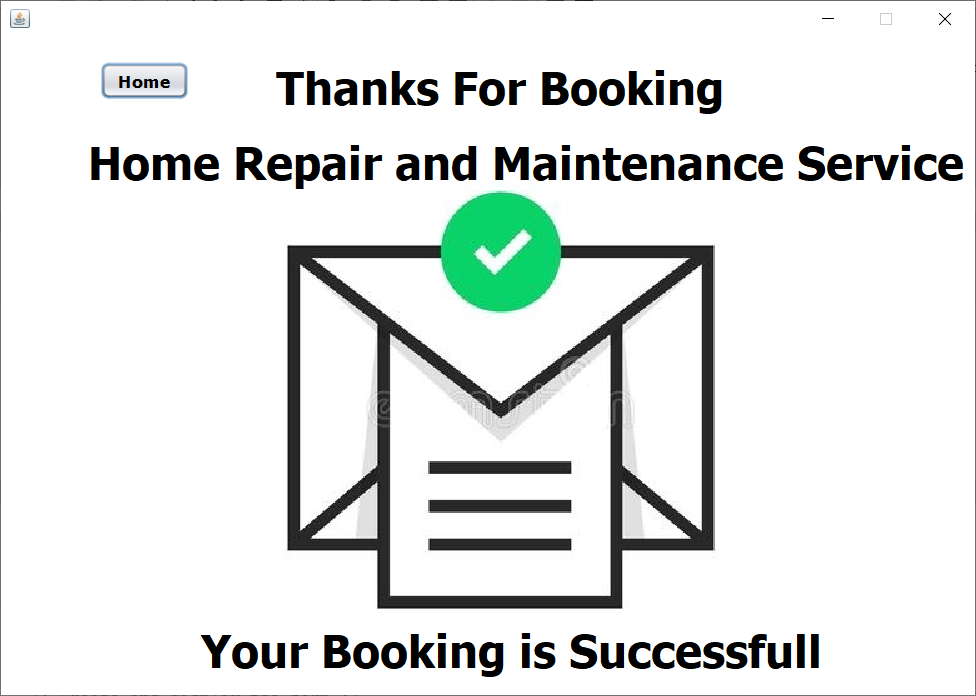 Home
Thanks For Booking
Home Repair and Maintenance Service
Your Booking is Successfull